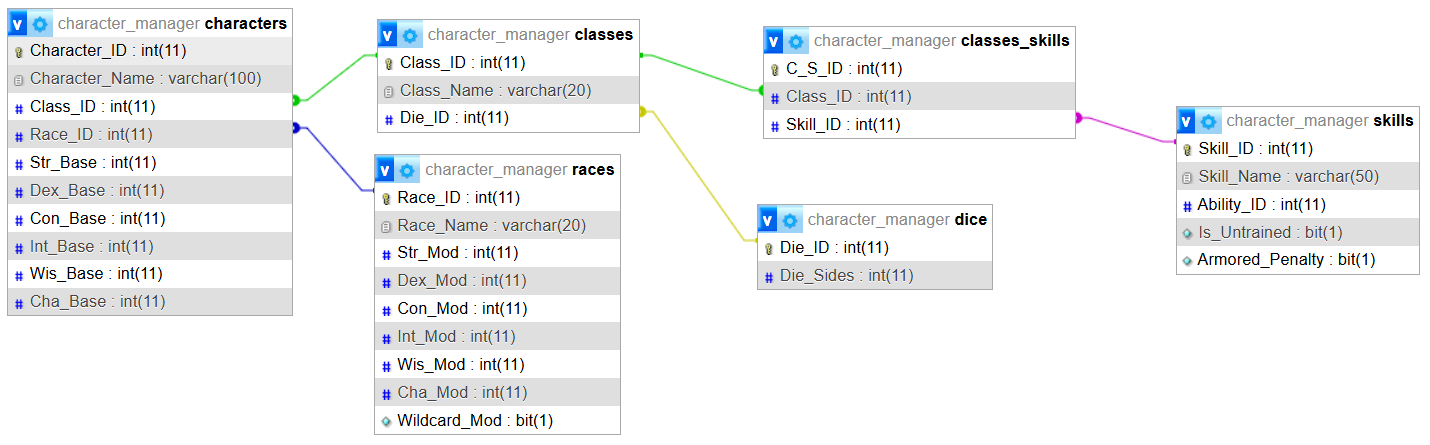 v character_manager characters
Character_ID : int(11)
Character_Name : varchar(100)
# Class_ID : int(11)
# Race_ID : int(11)
# Str_Base : int(11)
# Dex_Base : int(11)
# Con_Base : int(11)
# Int_Base : int(11)
# Wis_Base : int(11)
# Cha_Base : int(11)
v character_manager classes
Class_ID : int(11)
Class_Name : varchar(20)
# Die_ID : int(11)
v character_manager races
Race_ID : int(11)
Race_Name : varchar(20)
# Str_Mod : int(11)
# Dex_Mod : int(11)
# Con_Mod : int(11)
# Int_Mod : int(11)
# Wis_Mod : int(11)
# Cha_Mod : int(11)
Wildcard_Mod : bit(1)
v character_manager classes_skills
C_S_ID : int(11)
# Class_ID : int(11)
# Skill_ID : int(11)
v character_manager dice
Die_ID : int(11)
# Die_Sides : int(11)
v character_manager skills
Skill_ID : int(11)
Skill_Name : varchar(50)
# Ability_ID : int(11)
Is_Untrained : bit(1)
Armored_Penalty : bit(1)